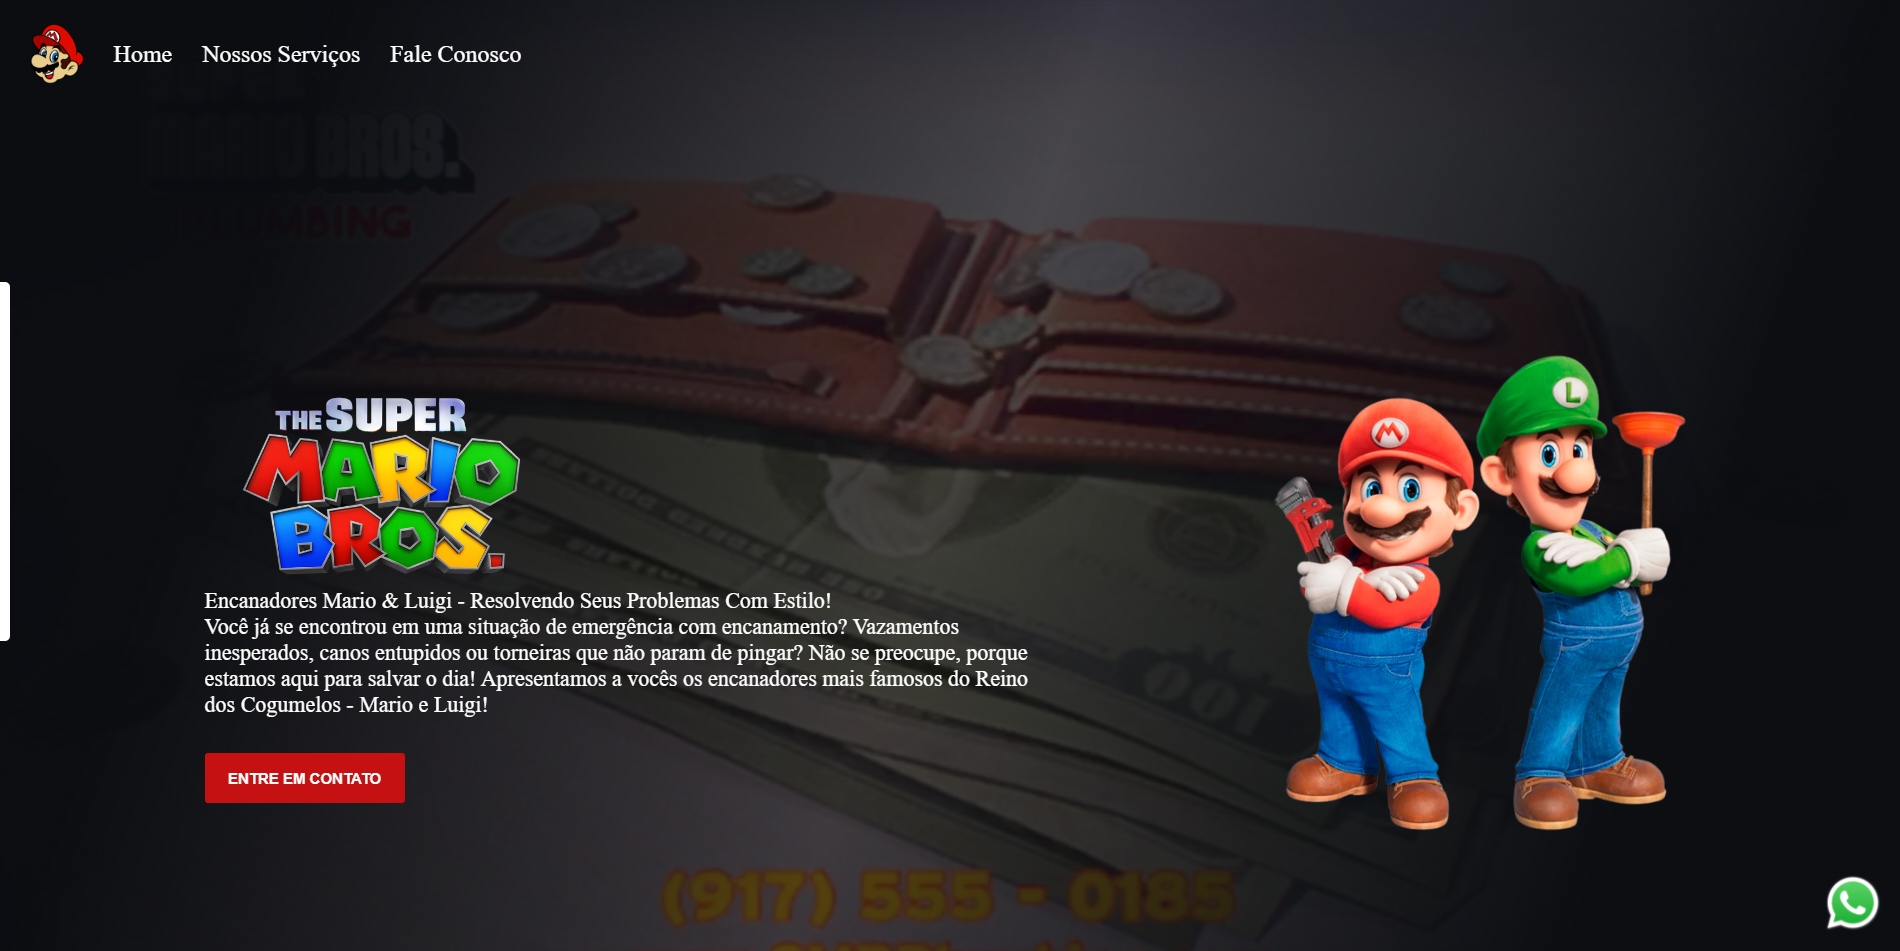 Home Nossos Serviços Fale Conosco
SUPER
MARIO BROS.
PLUMBING
THE SUPER
MARIO
BROS.
Encanadores Mario & Luigi - Resolvendo Seus Problemas Com Estilo!
Você já se encontrou em uma situação de emergência com encanamento? Vazamentos
inesperados, canos entupidos ou torneiras que não param de pingar? Não se preocupe, porque
estamos aqui para salvar o dia! Apresentamos a vocês os encanadores mais famosos do Reino
dos Cogumelos - Mario e Luigi!
ENTRE EM CONTATO
M
L
100
(917) 555 - 0185